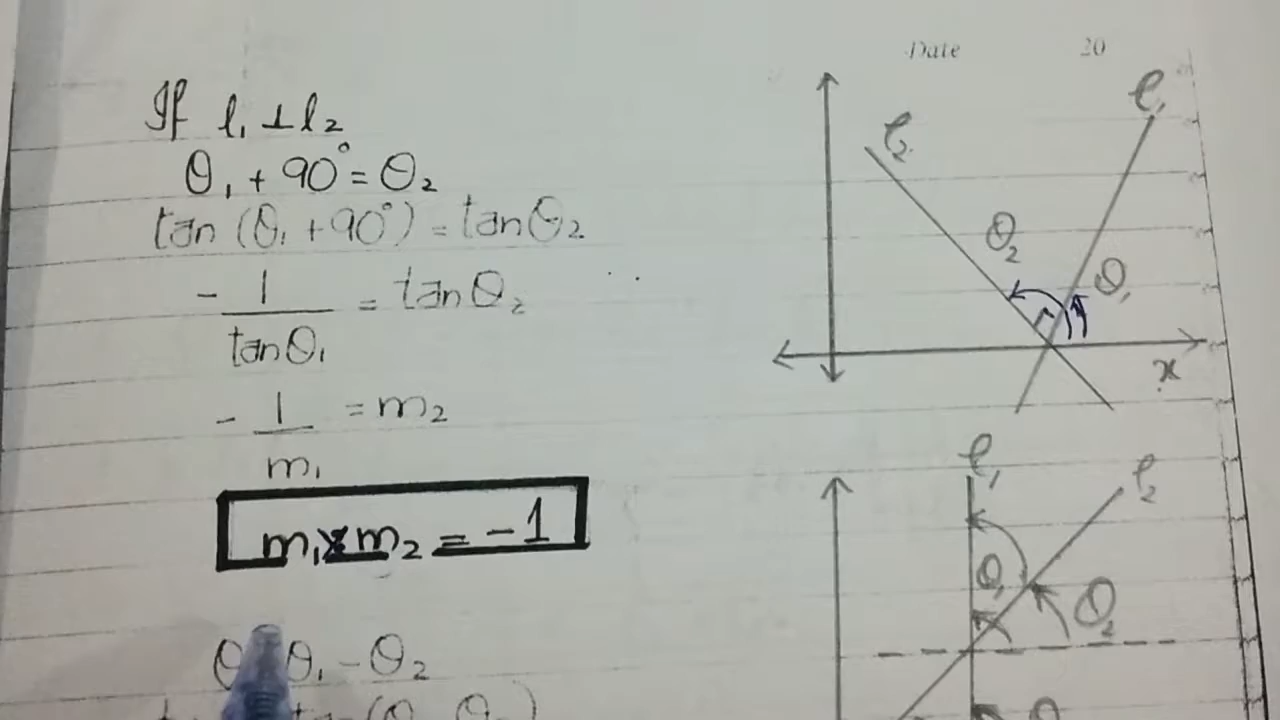 Date 20
If l₁ ⊥ l₂
θ₁ + 90° = θ₂
tan (θ₁ + 90°) = tanθ₂
- 1/tanθ₁ = tanθ₂
- 1/m₁ = m₂
m₁ × m₂ = -1
θ θ₁ - θ₂
l₂
l₁
θ₂
θ₁
x
l₁
l₂
θ₁
θ₂